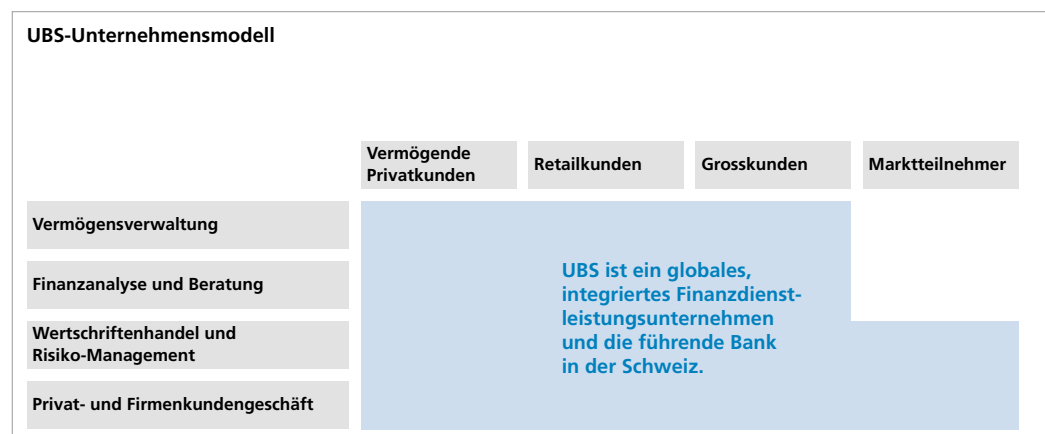 UBS-Unternehmensmodell
Vermögende
Privatkunden
Retailkunden
Grosskunden
Marktteilnehmer
Vermögensverwaltung
Finanzanalyse und Beratung
Wertschriftenhandel und
Risiko-Management
Privat- und Firmenkundengeschäft
UBS ist ein globales,
integriertes Finanzdienst-
leistungsunternehmen
und die führende Bank
in der Schweiz.